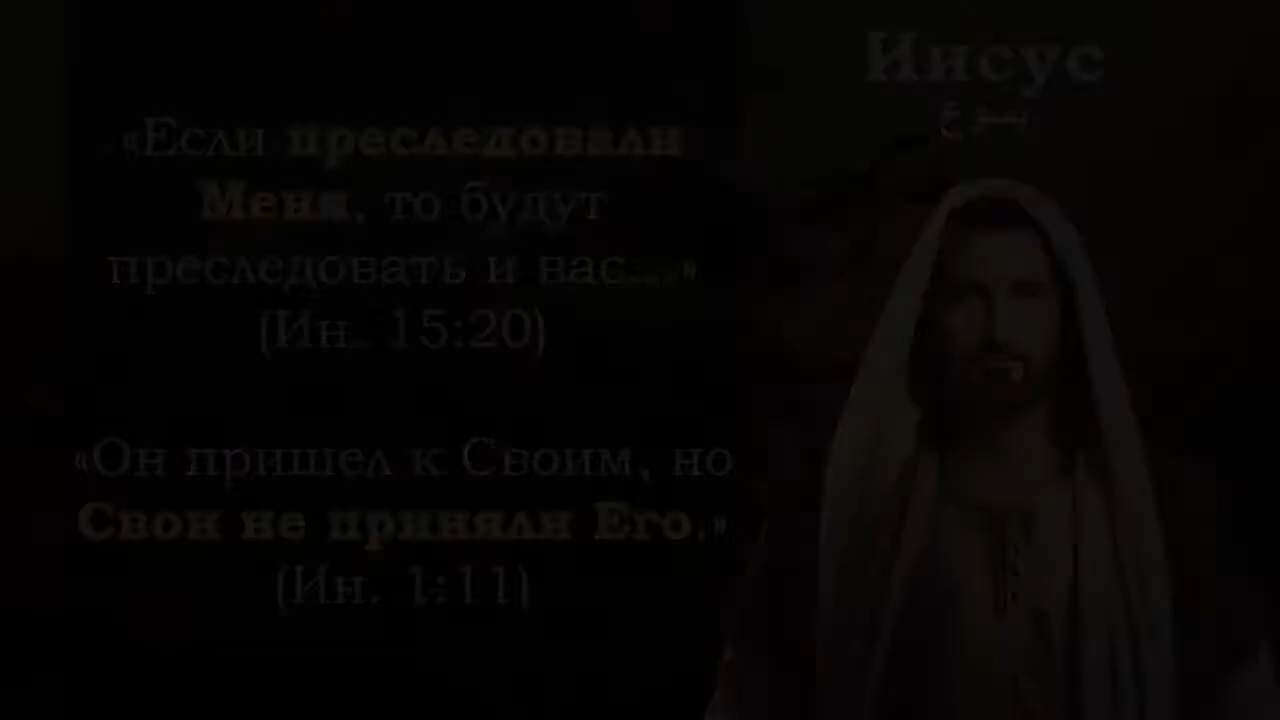 «Если преследовали
Меня, то будут
преследовать и вас...»
(Ин. 15:20)
«Он пришел к Своим, но
Свои не приняли Его.»
(Ин. 1:11)
Иисус
يسوع